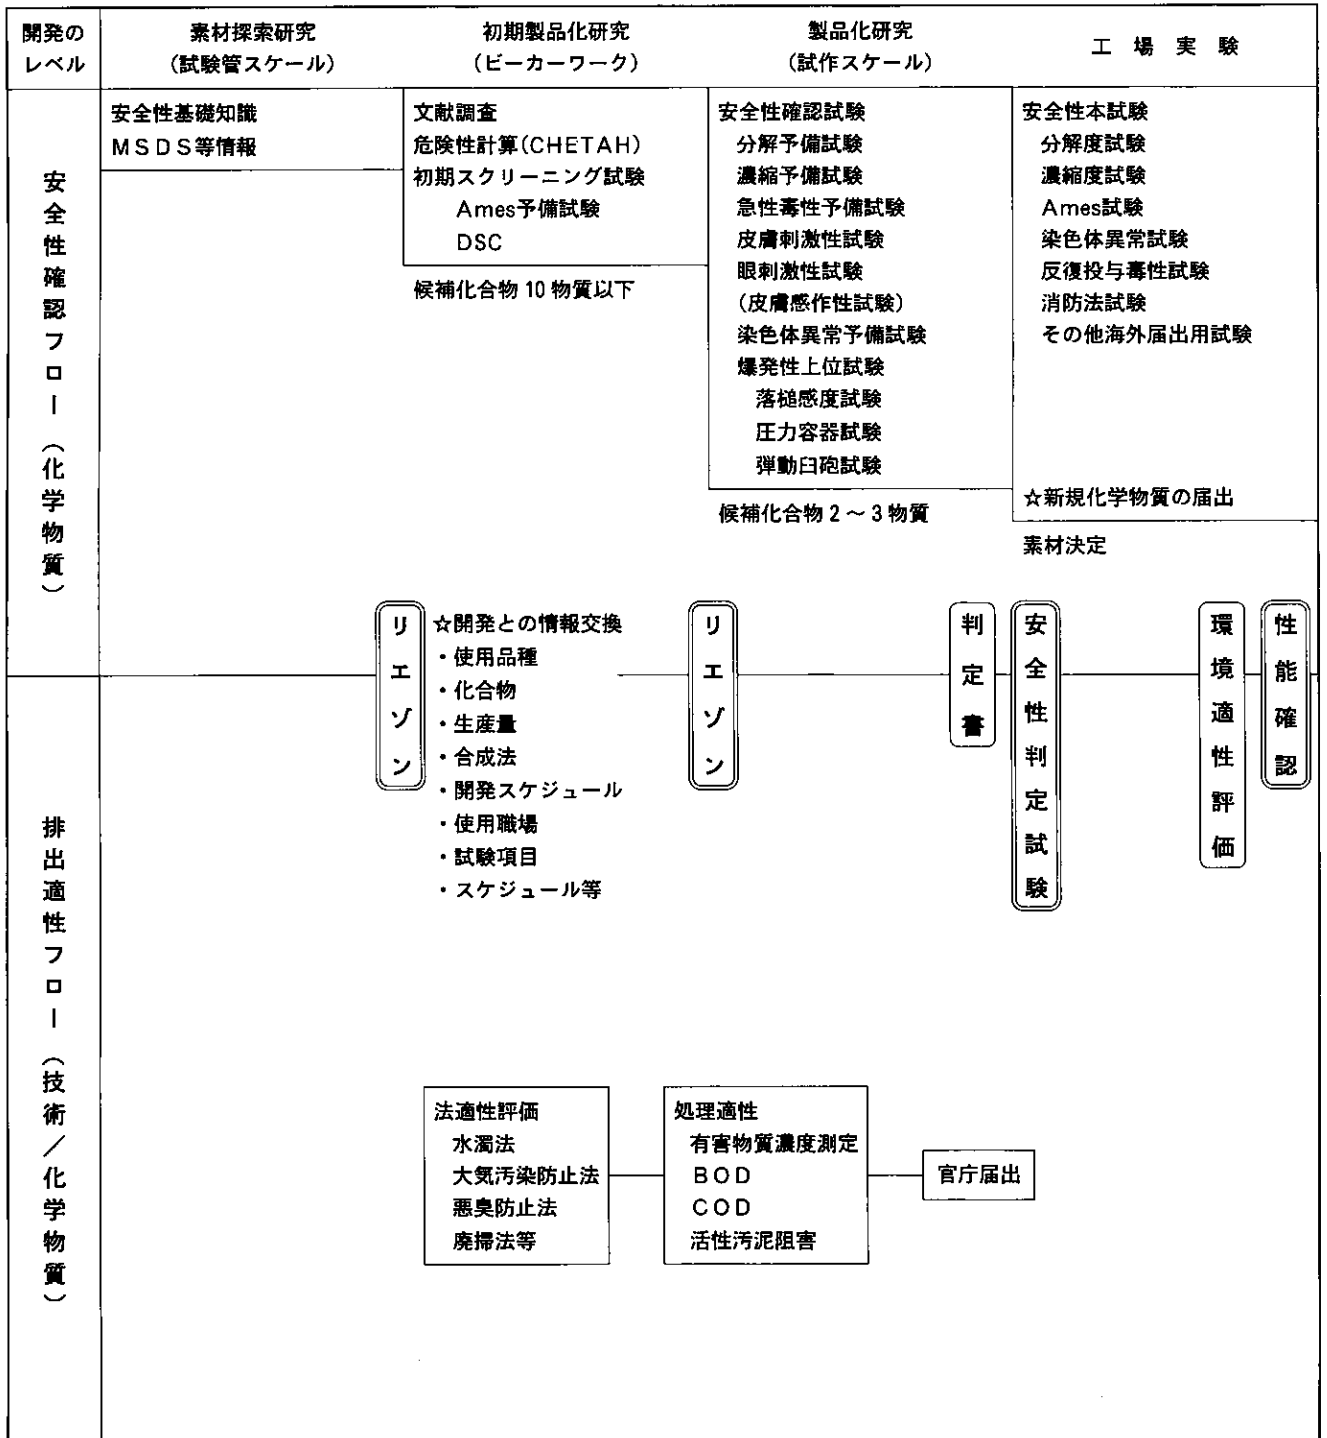 開発の
レベル
素材探索研究
(試験管スケール)
初期製品化研究
(ビーカーワーク)
製品化研究
(試作スケール)
工場実験
安全性確認フロー(化学物質)
安全性基礎知識
MSDS等情報
文献調査
危険性計算(CHETAH)
初期スクリーニング試験
Ames予備試験
DSC
候補化合物10物質以下
安全性確認試験
分解予備試験
濃縮予備試験
急性毒性予備試験
皮膚刺激性試験
眼刺激性試験
(皮膚感作性試験)
染色体異常予備試験
爆発性上位試験
落槌感度試験
圧力容器試験
弾動臼砲試験
候補化合物2〜3物質
安全性本試験
分解度試験
濃縮度試験
Ames試験
染色体異常試験
反復投与毒性試験
消防法試験
その他海外届出用試験
☆新規化学物質の届出
素材決定
リエゾン
☆開発との情報交換
・使用品種
・化合物
・生産量
・合成法
・開発スケジュール
・使用職場
・試験項目
・スケジュール等
リエゾン
判定書
安全性判定試験
環境適性評価
性能確認
排出適性フロー(技術/化学物質)
法適性評価
水濁法
大気汚染防止法
悪臭防止法
廃掃法等
処理適性
有害物質濃度測定
BOD
COD
活性汚泥阻害
官庁届出